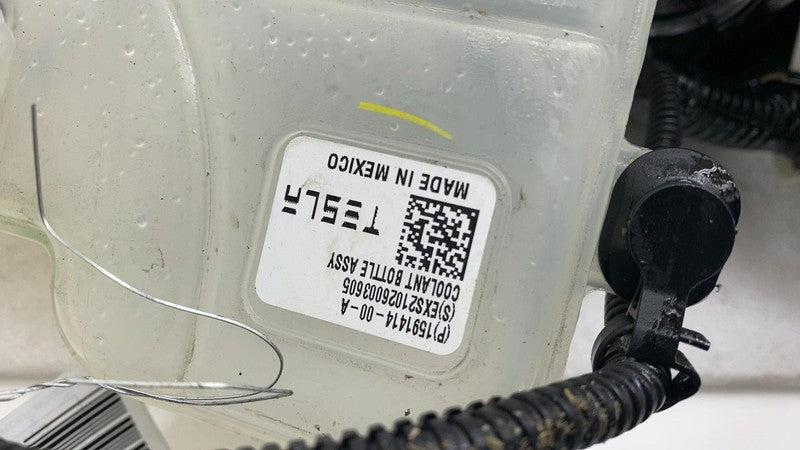 (P)1591414-00-A
(S)EXS21026003605
COOLANT BOTTLE ASSY
TESLA
MADE IN MEXICO